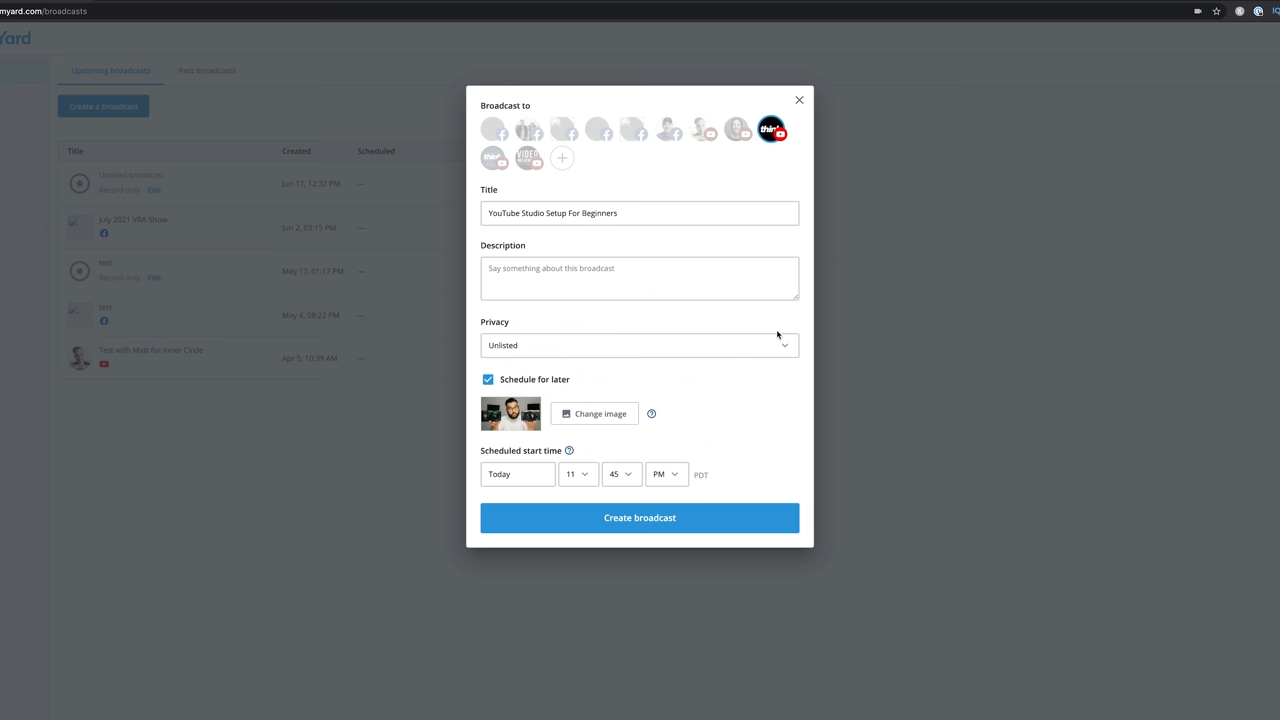 myard.com/broadcasts
Yard
Upcoming broadcasts
Past broadcasts
Create a broadcast
Title
Created
Scheduled
Untitled broadcast
Record only
Edit
Jun 17, 12:37 PM
—
July 2021 VRA Show
Jun 2, 03:15 PM
—
test
Record only
Edit
May 17, 01:17 PM
—
test
May 4, 08:22 PM
—
Test with Matt for Inner Circle
Apr 5, 10:39 AM
—
Broadcast to
thin
VIDEO
Title
YouTube Studio Setup For Beginners
Description
Say something about this broadcast
Privacy
Unlisted
Schedule for later
Change image
Scheduled start time
Today
11
45
PM
PDT
Create broadcast